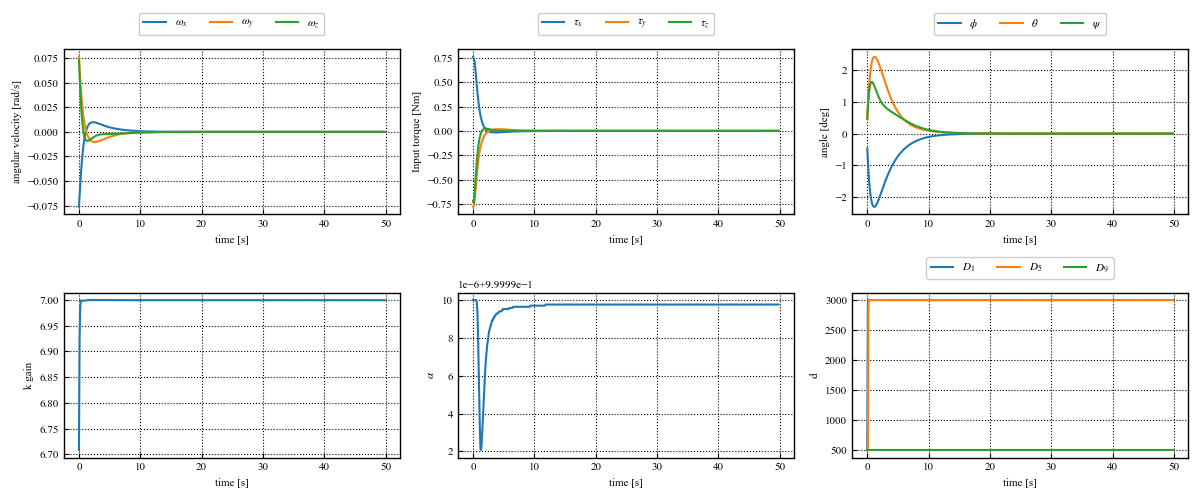 ωx ωy ωz
0.075
0.050
0.025
0.000
−0.025
−0.050
−0.075
angular velocity [rad/s]
0 10 20 30 40 50
time [s]
τx τy τz
0.75
0.50
0.25
0.00
−0.25
−0.50
−0.75
Input torque [Nm]
0 10 20 30 40 50
time [s]
ϕ θ ψ
2
1
0
−1
−2
angle [deg]
0 10 20 30 40 50
time [s]
7.00
6.95
6.90
6.85
6.80
6.75
6.70
k gain
0 10 20 30 40 50
time [s]
1e−6+9.9999e−1
10
8
6
4
2
α
0 10 20 30 40 50
time [s]
D1 D5 D9
3000
2500
2000
1500
1000
500
d
0 10 20 30 40 50
time [s]